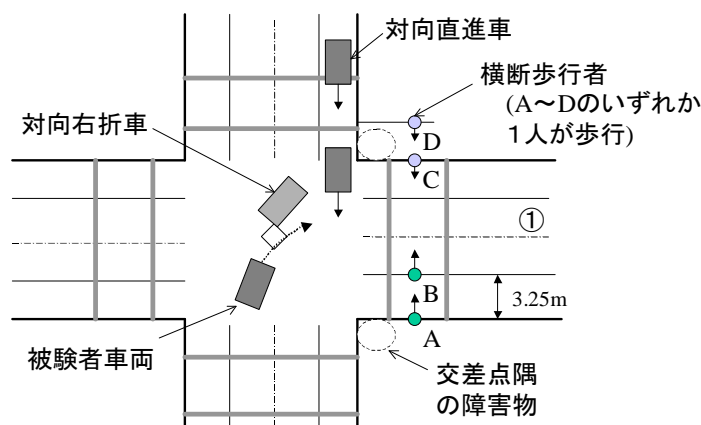 対向直進車
横断歩行者
(A～Dのいずれか
1人が歩行)
対向右折車
D
C
①
B
3.25m
A
被験者車両
交差点隅
の障害物